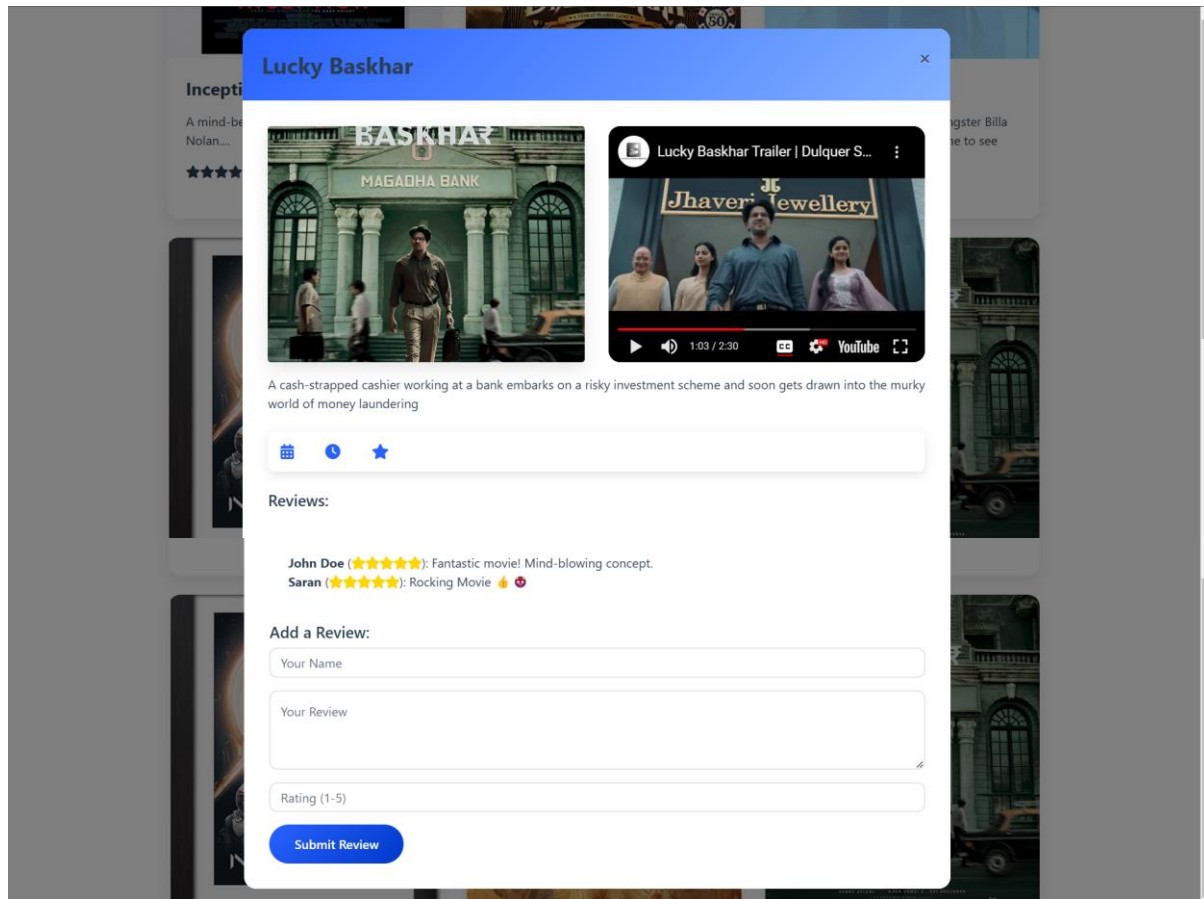 Lucky Baskhar
×
Incepti
A mind-be
Nolan....
ngster Billa
ne to see
BASKHAR
MAGADHA BANK
Lucky Baskhar Trailer | Dulquer S...
Jhaveri Jewellery
1:03 / 2:30
CC
HD
YouTube
A cash-strapped cashier working at a bank embarks on a risky investment scheme and soon gets drawn into the murky
world of money laundering
Reviews:
John Doe (⭐⭐⭐⭐⭐): Fantastic movie! Mind-blowing concept.
Saran (⭐⭐⭐⭐⭐): Rocking Movie 👍
Add a Review:
Your Name
Your Review
Rating (1-5)
Submit Review